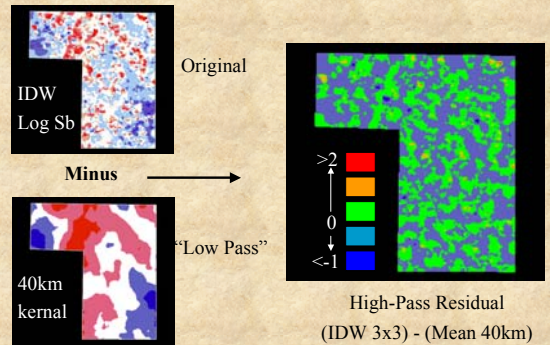 IDW
Log Sb
Original
Minus
40km
kernal
“Low Pass”
>2
0
<-1
High-Pass Residual
(IDW 3x3) - (Mean 40km)